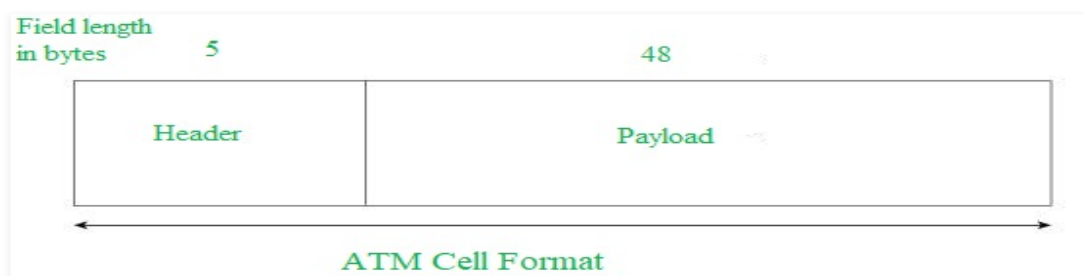 Field length
in bytes
5
48
Header
Payload
ATM Cell Format